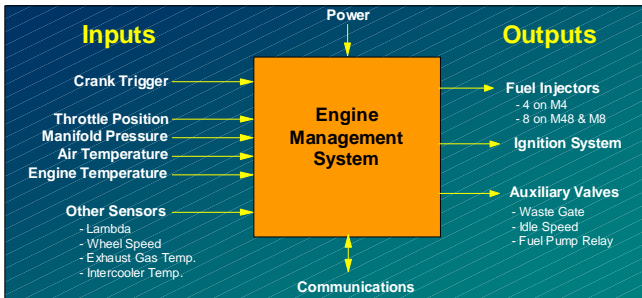 Power
Inputs
Outputs
Crank Trigger
Throttle Position
Manifold Pressure
Air Temperature
Engine Temperature
Other Sensors
- Lambda
- Wheel Speed
- Exhaust Gas Temp.
- Intercooler Temp.
Engine
Management
System
Fuel Injectors
- 4 on M4
- 8 on M48 & M8
Ignition System
Auxiliary Valves
- Waste Gate
- Idle Speed
- Fuel Pump Relay
Communications